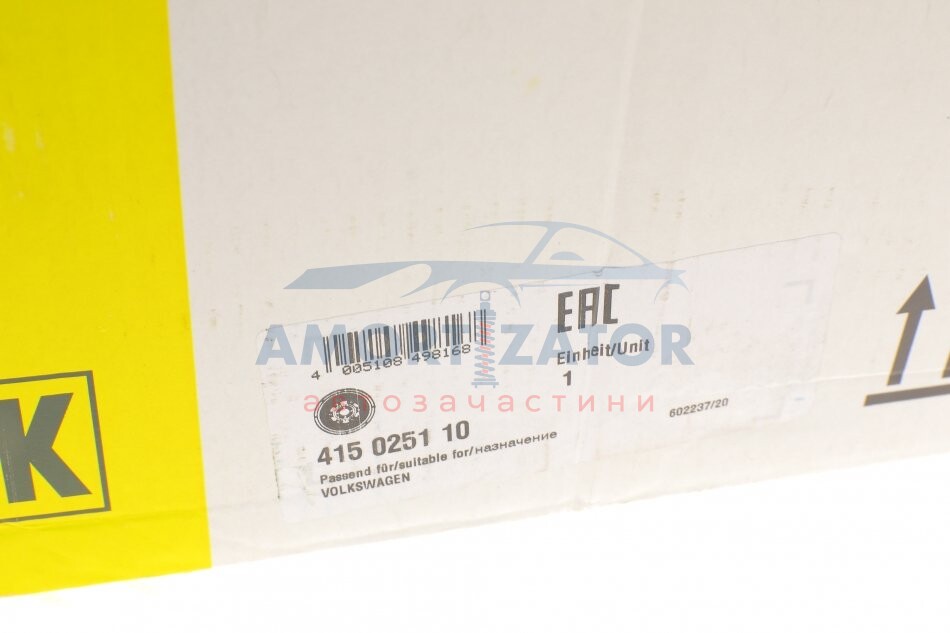 K
EAC
AMORTIZATOR
4 005108 498168
Einheit/Unit
1
автозачастини
602237/20
415 0251 10
Passend für/suitable for/назначение
VOLKSWAGEN